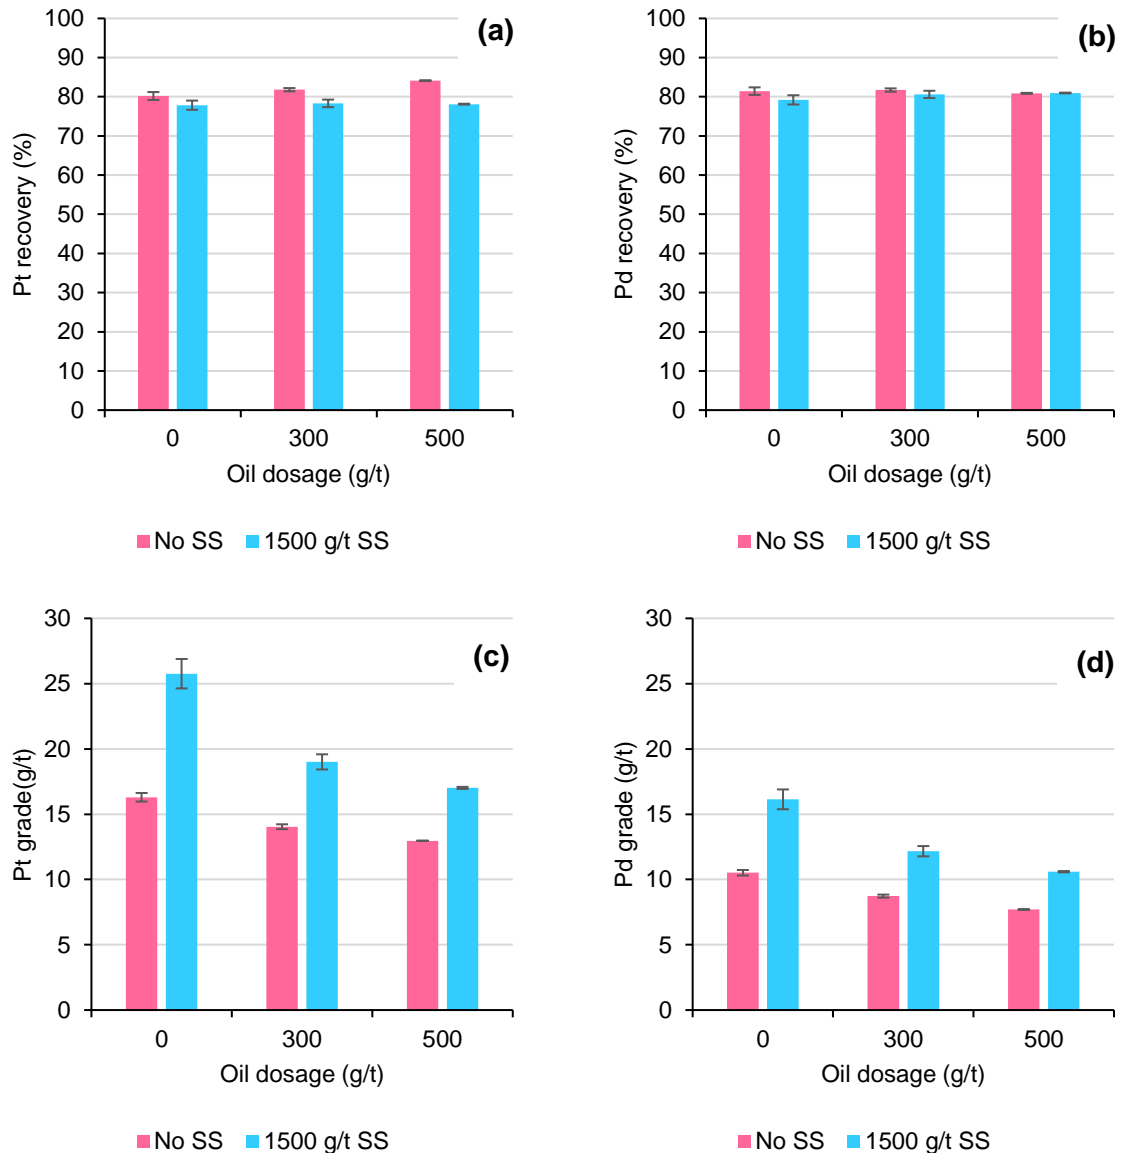 (a)
Pt recovery (%)
100
90
80
70
60
50
40
30
20
10
0
0 300 500
Oil dosage (g/t)
No SS 1500 g/t SS
(b)
Pd recovery (%)
100
90
80
70
60
50
40
30
20
10
0
0 300 500
Oil dosage (g/t)
No SS 1500 g/t SS
(c)
Pt grade(g/t)
30
25
20
15
10
5
0
0 300 500
Oil dosage (g/t)
No SS 1500 g/t SS
(d)
Pd grade (g/t)
30
25
20
15
10
5
0
0 300 500
Oil dosage (g/t)
No SS 1500 g/t SS